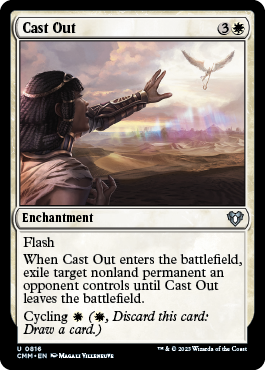 Cast Out
3
Enchantment
Flash
When Cast Out enters the battlefield,
exile target nonland permanent an
opponent controls until Cast Out
leaves the battlefield.
Cycling (, Discard this card:
Draw a card.)
U 0816
CMM • EN Magali Villeneuve
™ & © 2023 Wizards of the Coast